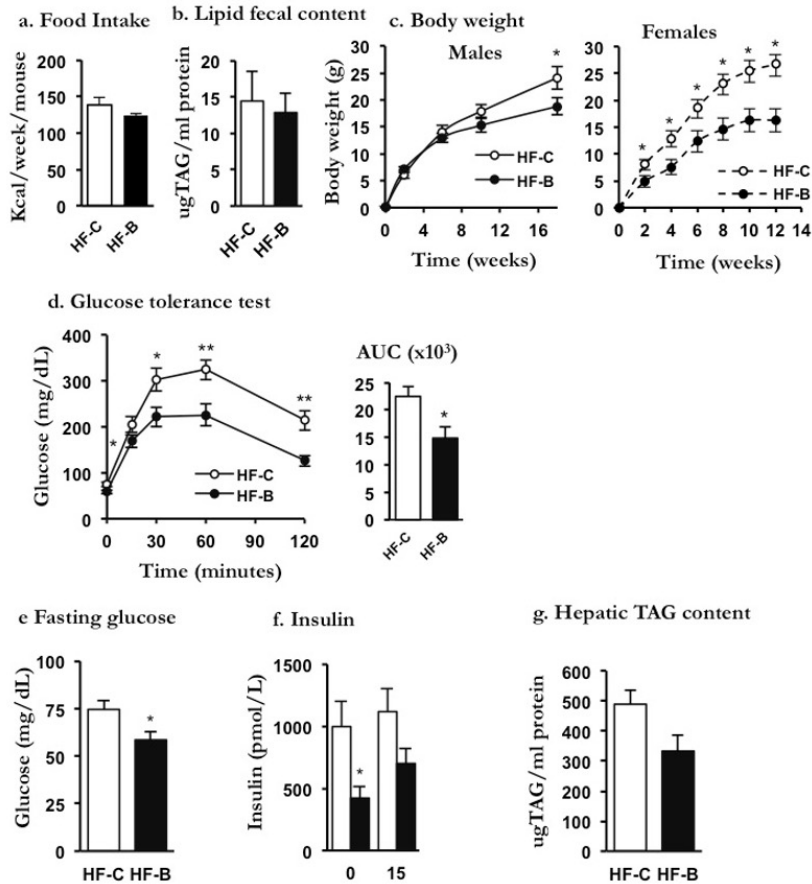 a. Food Intake
Kcal/week/mouse
200
150
100
50
0
HF-C
HF-B
b. Lipid fecal content
ugTAG/ml protein
20
15
10
5
0
HF-C
HF-B
c. Body weight
Males
Body weight (g)
30
25
20
15
10
5
0
*
HF-C
HF-B
0 4 8 12 16
Time (weeks)
Females
30
25
20
15
10
5
0
* * * * * *
HF-C
HF-B
0 2 4 6 8 10 12 14
Time (weeks)
d. Glucose tolerance test
Glucose (mg/dL)
400
300
200
100
0
* * ** **
HF-C
HF-B
0 30 60 90 120
Time (minutes)
AUC (x10³)
25
20
15
10
5
0
*
HF-C
HF-B
e Fasting glucose
Glucose (mg/dL)
100
75
50
25
0
*
HF-C HF-B
f. Insulin
Insulin (pmol/L)
1500
1000
500
0
*
0 15
g. Hepatic TAG content
ugTAG/ml protein
600
500
400
300
200
100
0
HF-C HF-B